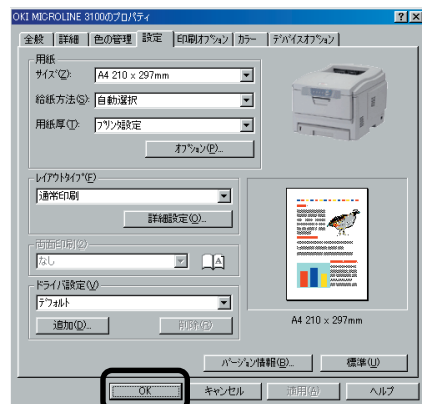 OKI MICROLINE 3100のプロパティ
全般 詳細 色の管理 設定 印刷オプション カラー デバイスオプション
用紙
サイズ(Z): A4 210 x 297mm
給紙方法(S): 自動選択
用紙厚(T): プリンタ設定
オプション(P)...
レイアウトタイプ(E)
通常印刷
詳細設定(O)...
両面印刷(2)
なし
A
ドライバ設定(V)
デフォルト
追加(D)... 削除(R)
A4 210 x 297mm
バージョン情報(B)... 標準(U)
OK キャンセル 適用(A) ヘルプ